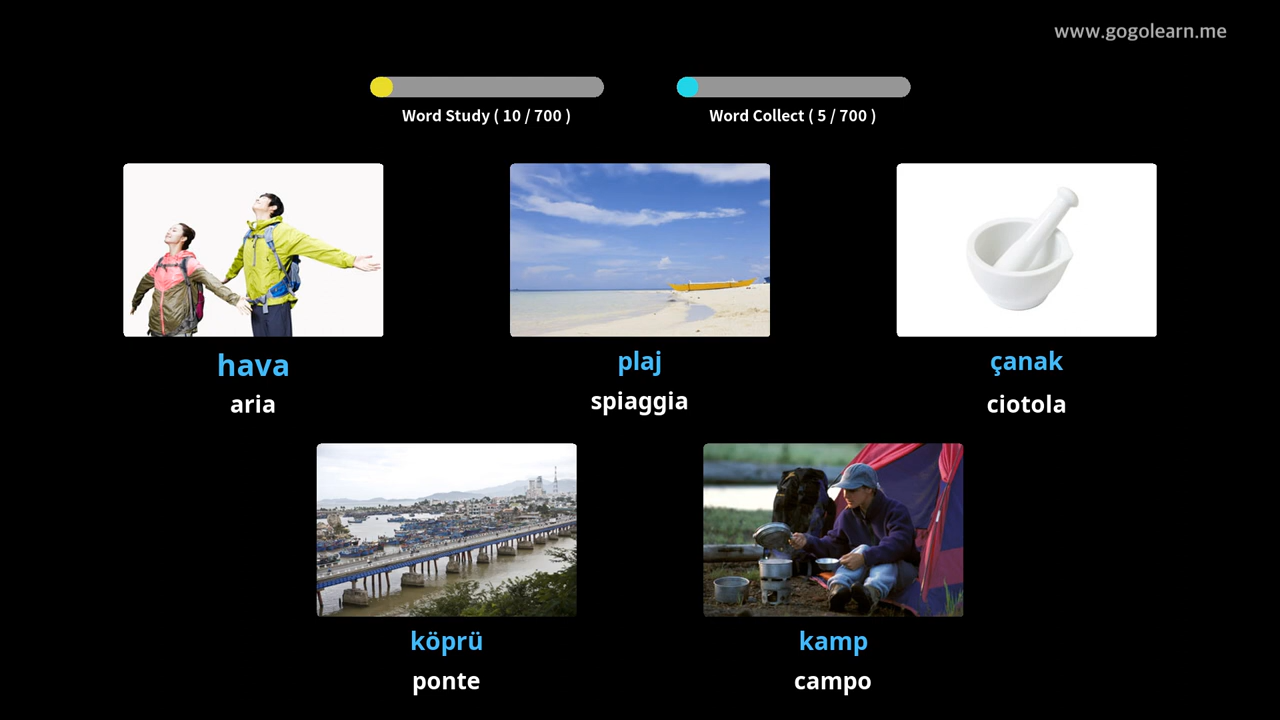 www.gogolearn.me
Word Study ( 10 / 700 )
Word Collect ( 5 / 700 )
hava
aria
plaj
spiaggia
çanak
ciotola
köprü
ponte
kamp
campo